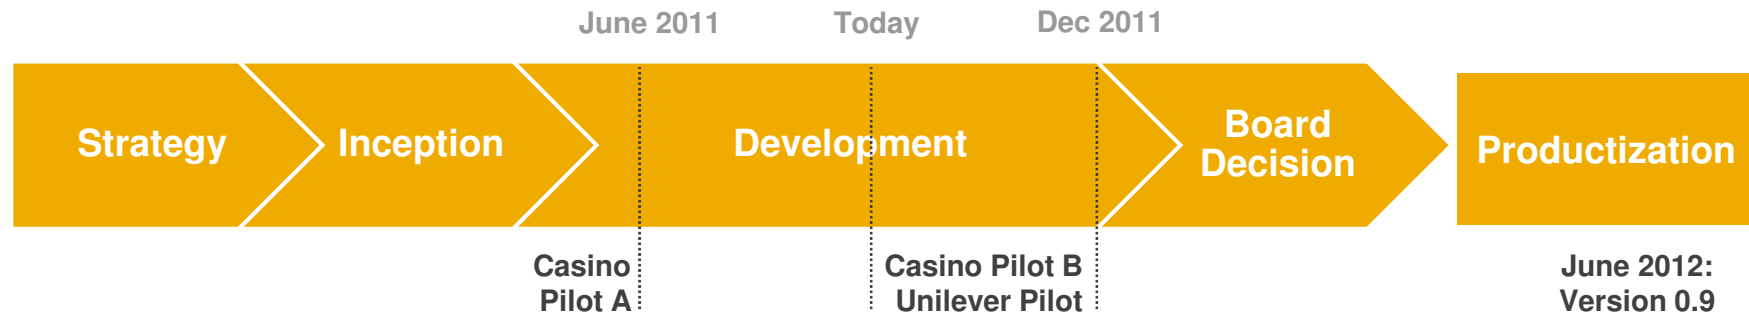 June 2011
Today
Dec 2011
Strategy
Inception
Development
Board
Decision
Productization
Casino
Pilot A
Casino Pilot B
Unilever Pilot
June 2012:
Version 0.9